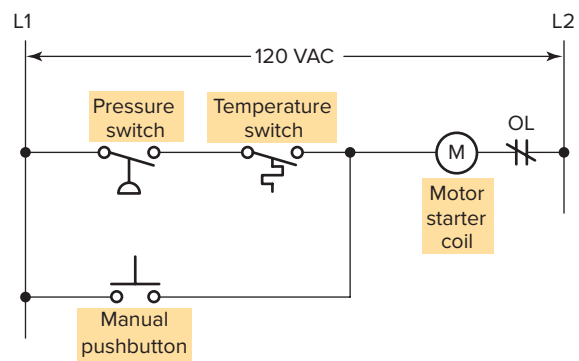 L1
L2
120 VAC
Pressure
switch
Temperature
switch
OL
M
Motor
starter
coil
Manual
pushbutton